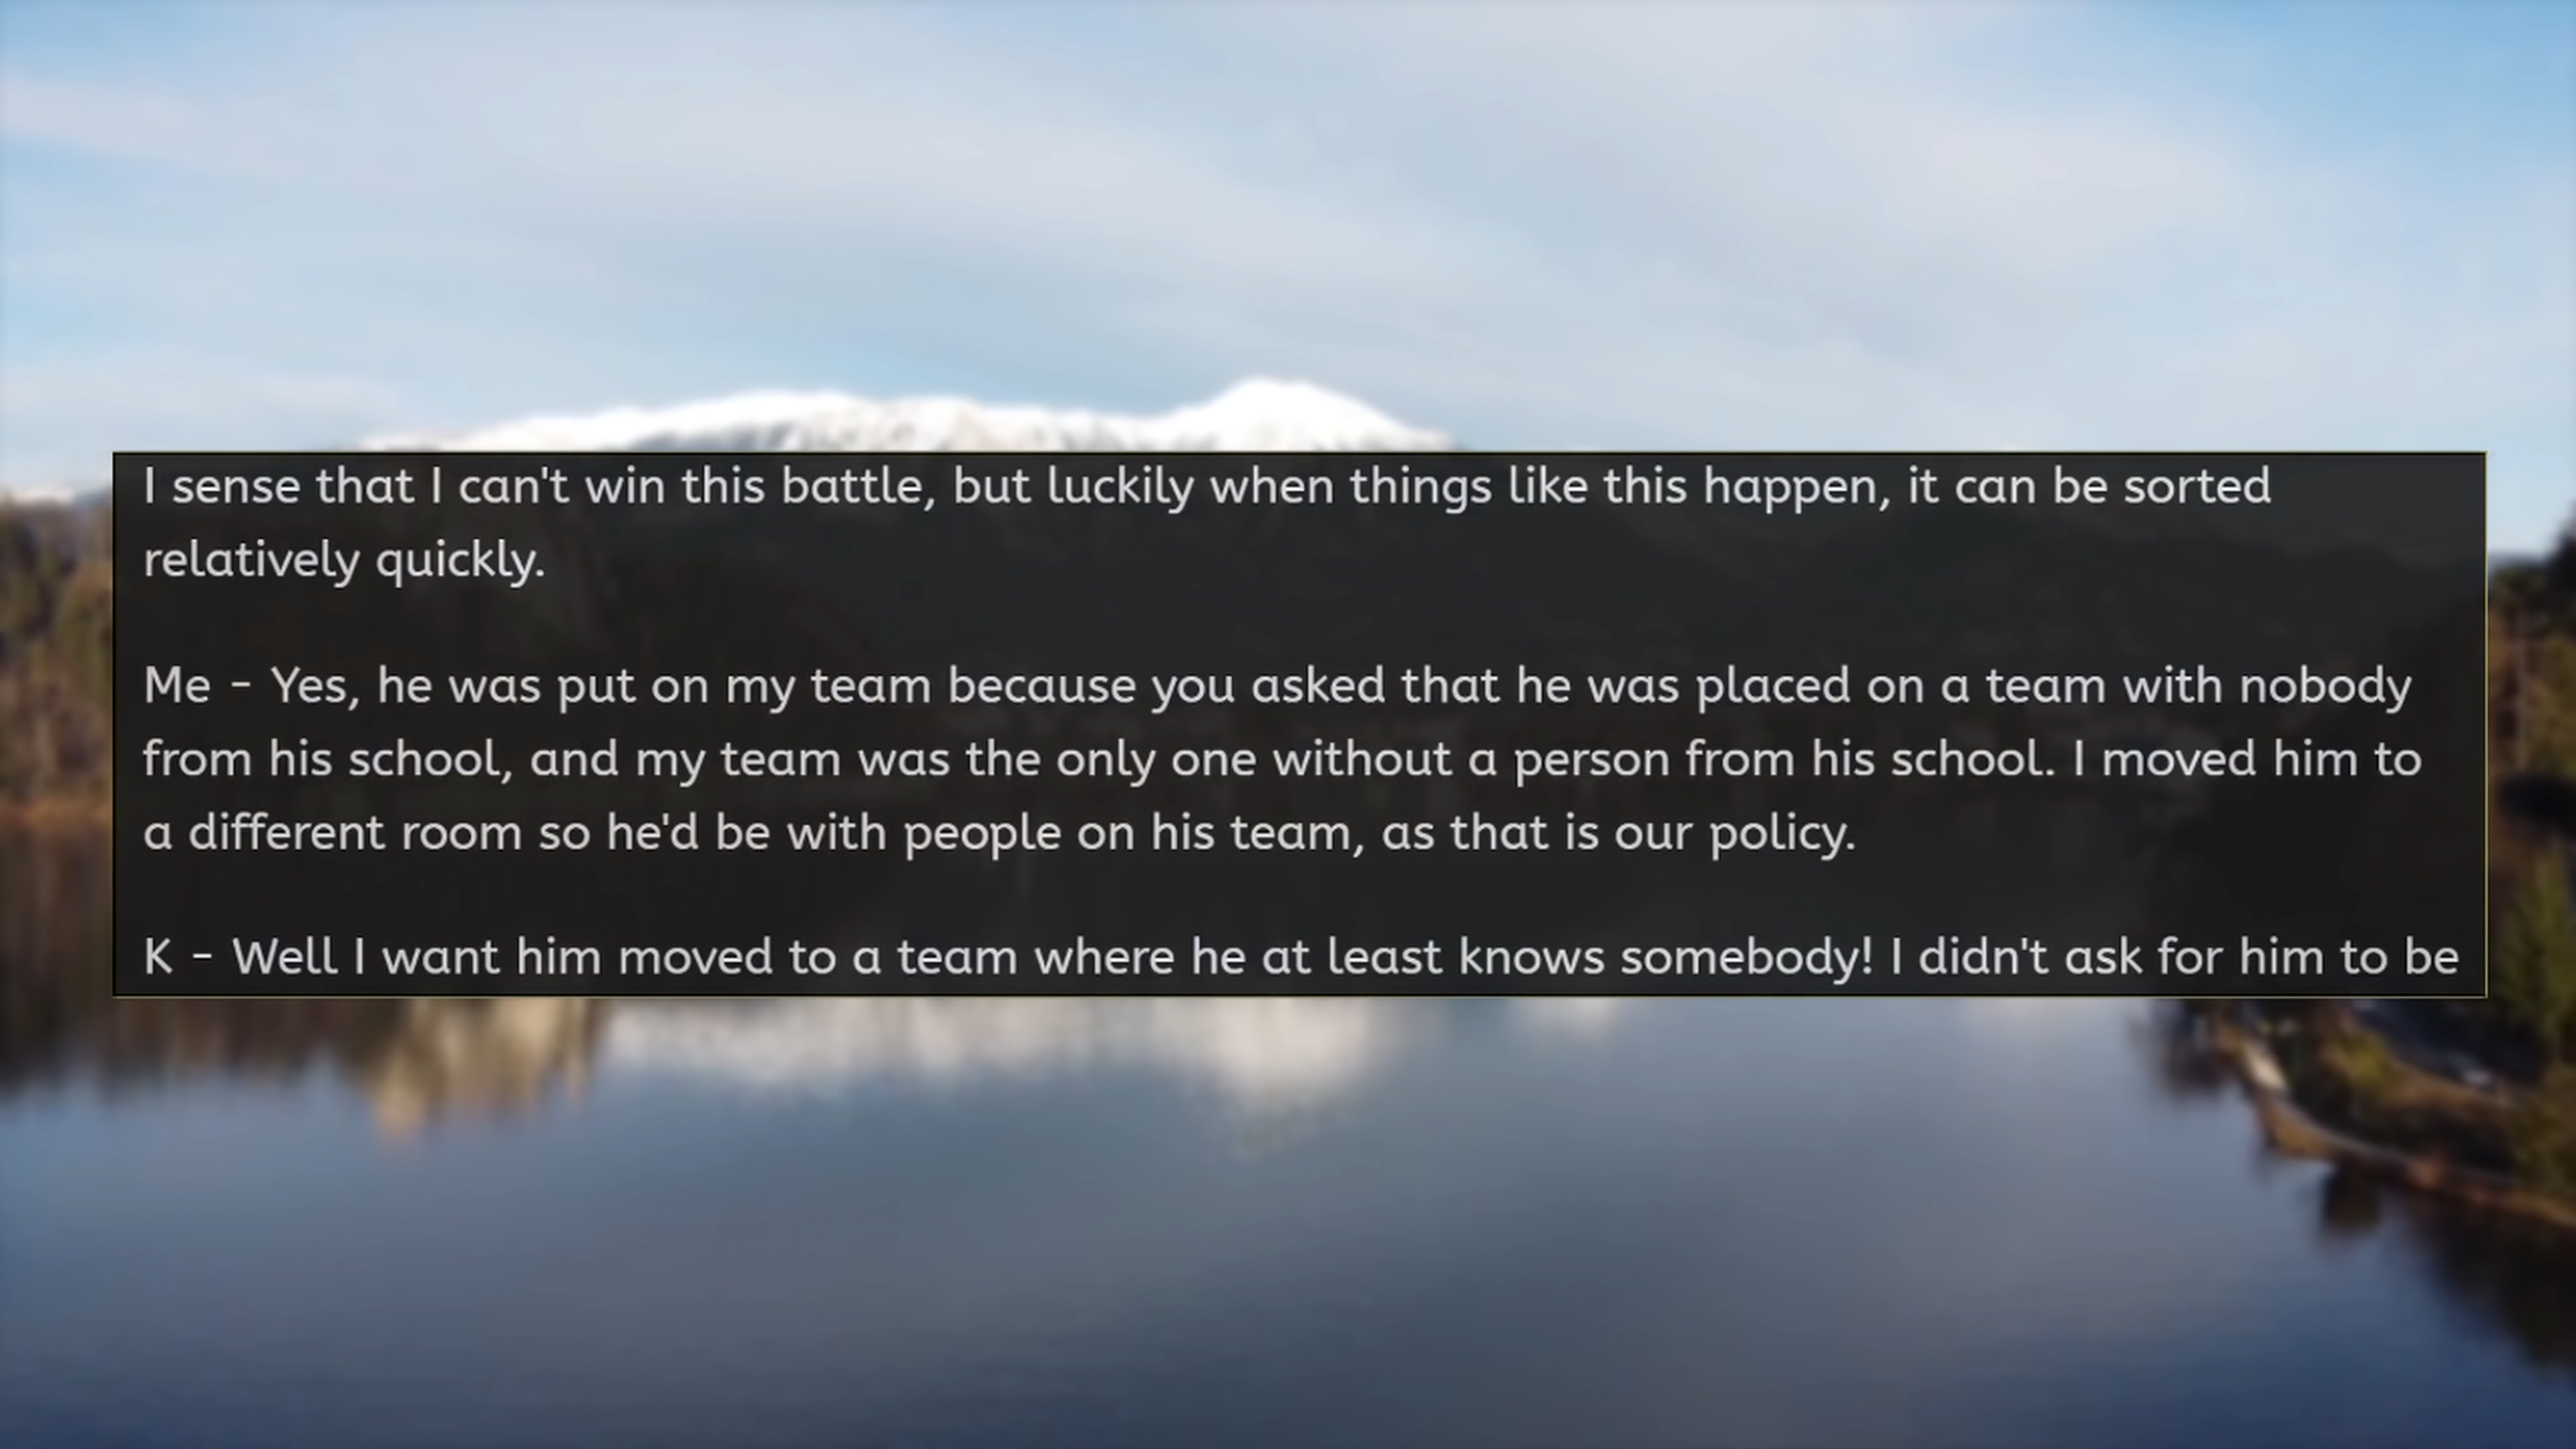 I sense that I can't win this battle, but luckily when things like this happen, it can be sorted
relatively quickly.
Me - Yes, he was put on my team because you asked that he was placed on a team with nobody
from his school, and my team was the only one without a person from his school. I moved him to
a different room so he'd be with people on his team, as that is our policy.
K - Well I want him moved to a team where he at least knows somebody! I didn't ask for him to be